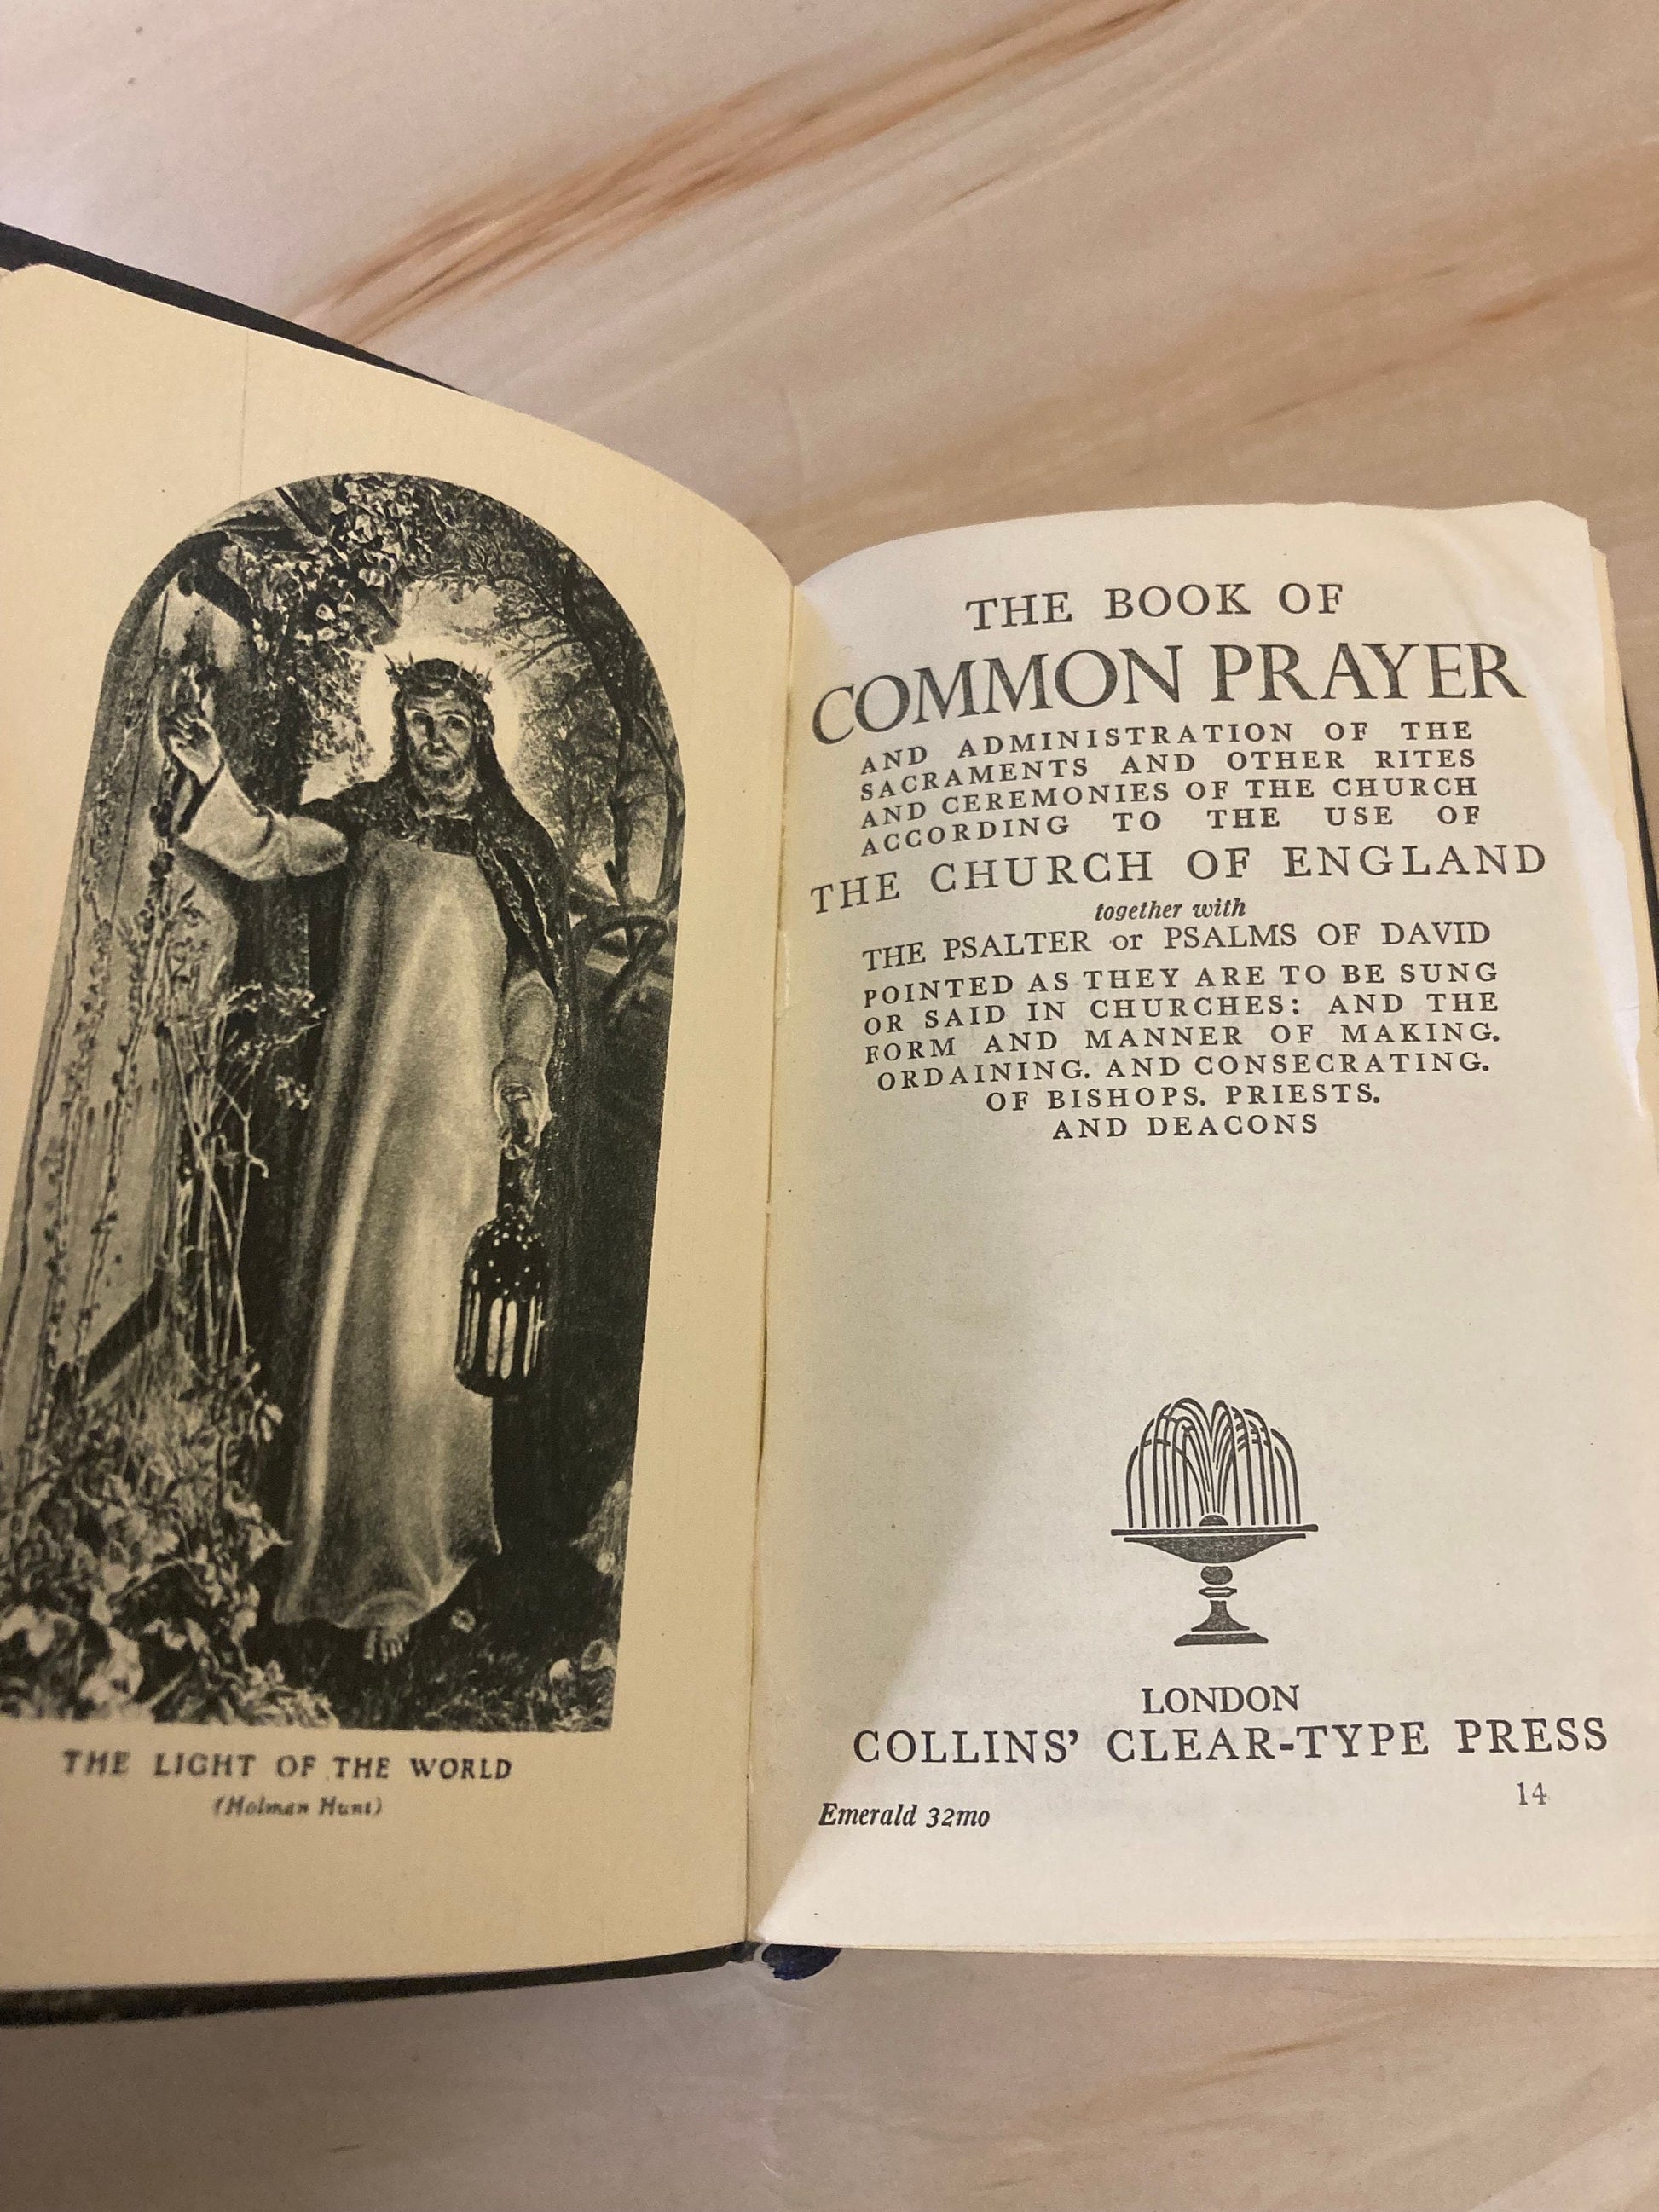 THE LIGHT OF THE WORLD
(Holman Hunt)
THE BOOK OF
COMMON PRAYER
AND ADMINISTRATION OF THE
SACRAMENTS AND OTHER RITES
AND CEREMONIES OF THE CHURCH
ACCORDING TO THE USE OF
THE CHURCH OF ENGLAND
together with
THE PSALTER or PSALMS OF DAVID
POINTED AS THEY ARE TO BE SUNG
OR SAID IN CHURCHES: AND THE
FORM AND MANNER OF MAKING.
ORDAINING. AND CONSECRATING.
OF BISHOPS. PRIESTS.
AND DEACONS
LONDON
COLLINS' CLEAR-TYPE PRESS
14
Emerald 32mo